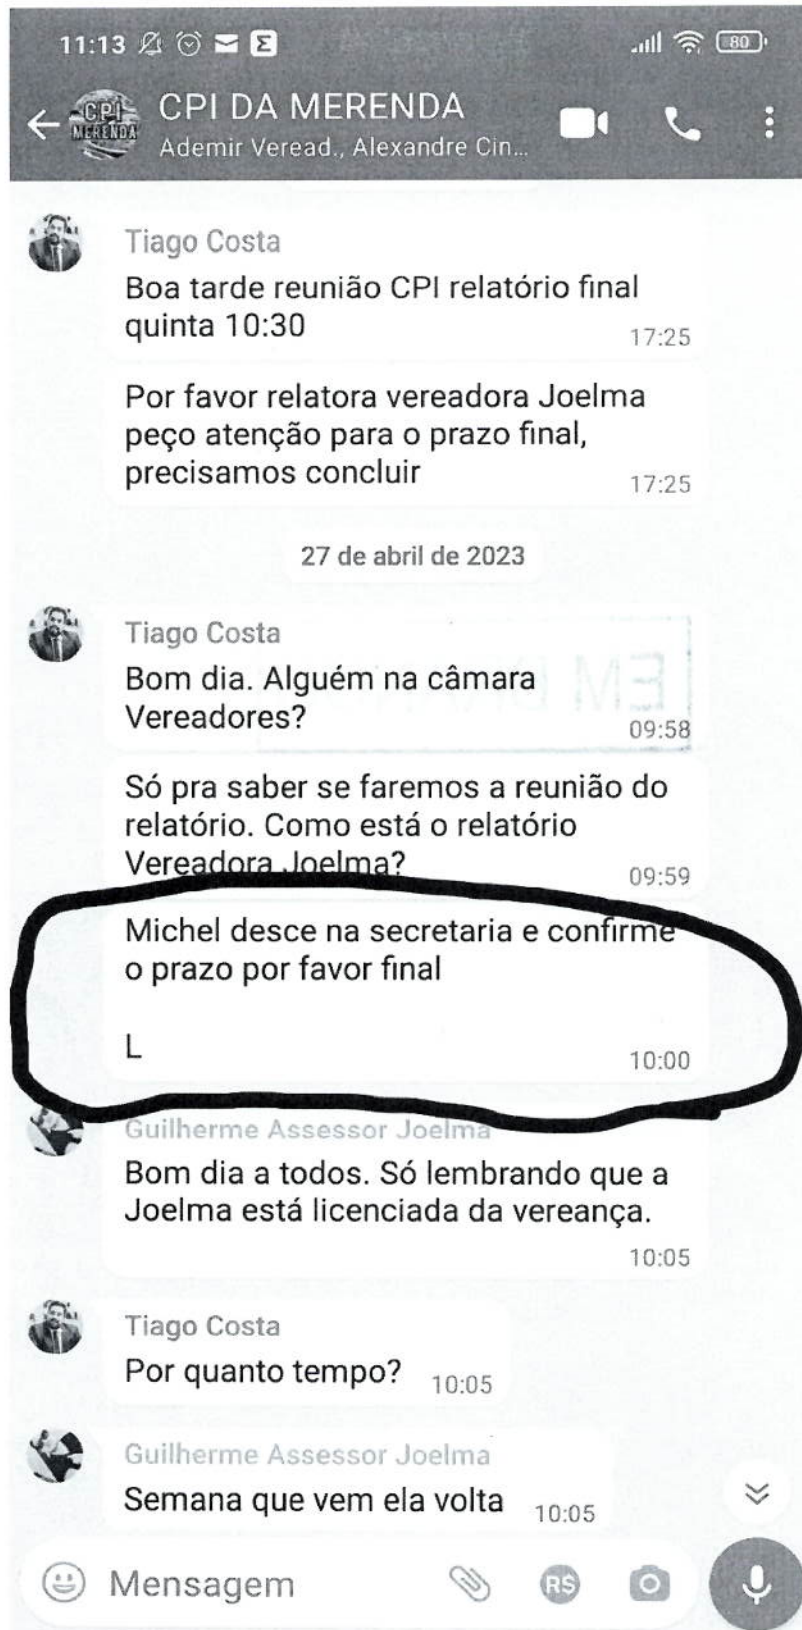 11:13
80
CPI DA MERENDA
Ademir Veread., Alexandre Cin...
CPI
MERENDA
Tiago Costa
Boa tarde reunião CPI relatório final
quinta 10:30
17:25
Por favor relatora vereadora Joelma
peço atenção para o prazo final,
precisamos concluir
17:25
27 de abril de 2023
Tiago Costa
Bom dia. Alguém na câmara
Vereadores?
09:58
Só pra saber se faremos a reunião do
relatório. Como está o relatório
Vereadora Joelma?
09:59
Michel desce na secretaria e confirme
o prazo por favor final
L
10:00
Guilherme Assessor Joelma
Bom dia a todos. Só lembrando que a
Joelma está licenciada da vereança.
10:05
Tiago Costa
Por quanto tempo?
10:05
Guilherme Assessor Joelma
Semana que vem ela volta
10:05
Mensagem
R$